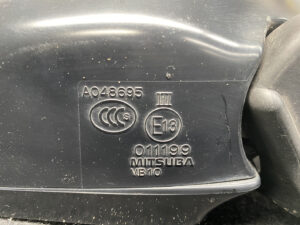 A048695
III
CCC S
E13
011199
MITSUBA
VB10